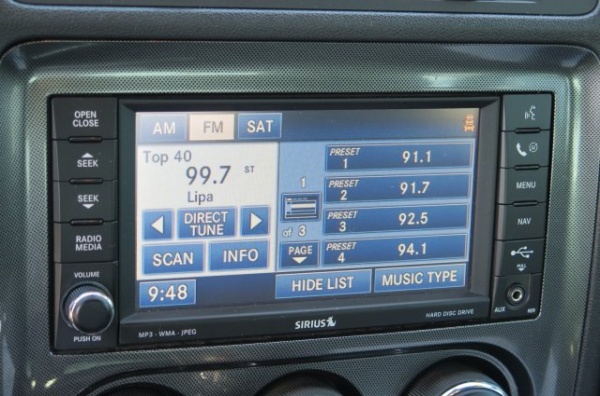 OPEN
CLOSE
SEEK
SEEK
RADIO
MEDIA
VOLUME
PUSH ON
AM FM SAT
Top 40
99.7 ST
Lipa
DIRECT
TUNE
SCAN INFO
9:48
1
of 3
PAGE
PRESET
1 91.1
PRESET
2 91.7
PRESET
3 92.5
PRESET
4 94.1
HIDE LIST MUSIC TYPE
MENU
NAV
AUX
MP3 · WMA · JPEG
SIRIUS
HARD DISC DRIVE